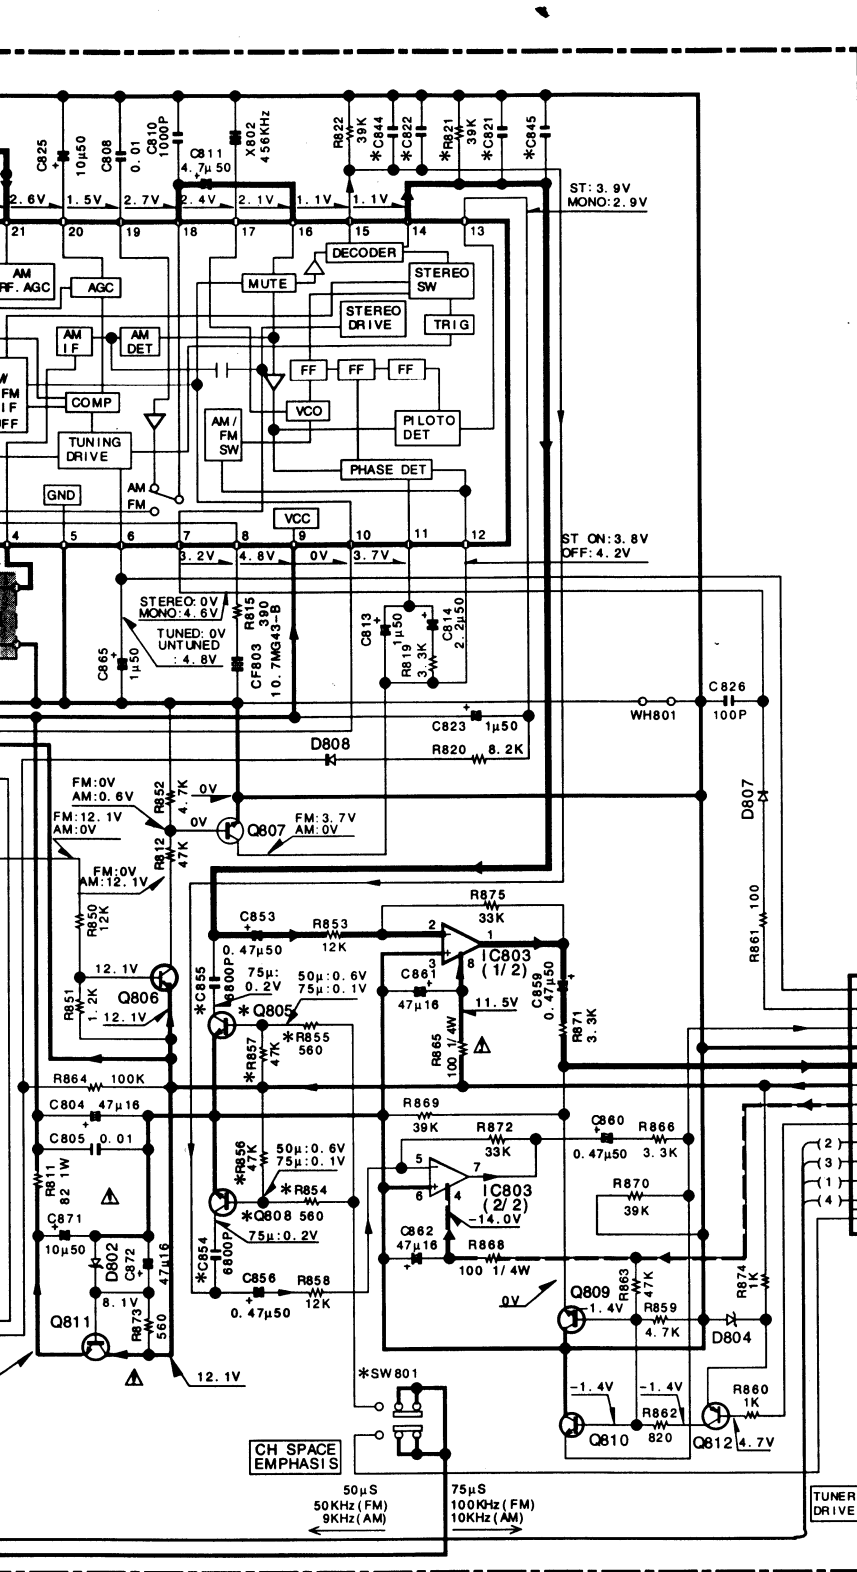 C825
10µ50
C808
0.01
C810
1000P
C811
4.7µ50
X802
456KHz
R822
39K
*C844
*C822
*R821
39K
*C821
*C845
ST:3.9V
MONO:2.9V
2.6V
1.5V
2.7V
2.4V
2.1V
1.1V
1.1V
21
20
19
18
17
16
15
14
13
AM
RF.AGC
AGC
MUTE
DECODER
STEREO
SW
STEREO
DRIVE
TRIG
AM
IF
AM
DET
FF
FF
FF
W
FM
IF
UFF
COMP
VCO
AM/
FM
SW
PILOTO
DET
TUNING
DRIVE
PHASE DET
AM
FM
GND
VCC
4
5
6
7
8
9
10
11
12
3.2V
4.8V
0V
3.7V
ST ON:3.8V
OFF:4.2V
STEREO:0V
MONO:4.6V
TUNED:0V
UNTUNED
:4.8V
C865
1µ50
R815
390
CF803
10.7MG43-B
C813
1µ50
R819
3.3K
C814
2.2µ50
C826
100P
WH801
C823
1µ50
D808
R820
8.2K
D807
FM:0V
AM:0.6V
FM:12.1V
AM:0V
R852
4.7K
0V
0V
Q807
FM:3.7V
AM:0V
R812
47K
FM:0V
AM:12.1V
R850
12K
12.1V
Q806
R851
1.2K
12.1V
C853
0.47µ50
R853
12K
R875
33K
2
1
3
8
IC803
(1/2)
*C855
6800P
75µ:
0.2V
50µ:0.6V
75µ:0.1V
*Q805
*R855
560
*R857
47K
C861
47µ16
11.5V
R865
100 1/4W
C859
0.47µ50
R871
3.3K
R861
100
R864
100K
C804
47µ16
C805
0.01
R811
82 1W
C871
10µ50
D802
C872
47µ16
8.1V
R873
560
Q811
12.1V
R869
39K
R872
33K
C860
0.47µ50
R866
3.3K
*R856
47K
50µ:0.6V
75µ:0.1V
*R854
560
*Q808
75µ:0.2V
*C854
6800P
5
7
6
4
IC803
(2/2)
-14.0V
R870
39K
C862
47µ16
R868
100 1/4W
C856
0.47µ50
R858
12K
R863
47K
R874
1K
Q809
0V
-1.4V
R859
4.7K
D804
(2)
(3)
(1)
(4)
*SW801
-1.4V
-1.4V
R860
1K
Q810
R862
820
Q812
4.7V
CH SPACE
EMPHASIS
50µS
50KHz(FM)
9KHz(AM)
75µS
100KHz(FM)
10KHz(AM)
TUNER
DRIVE